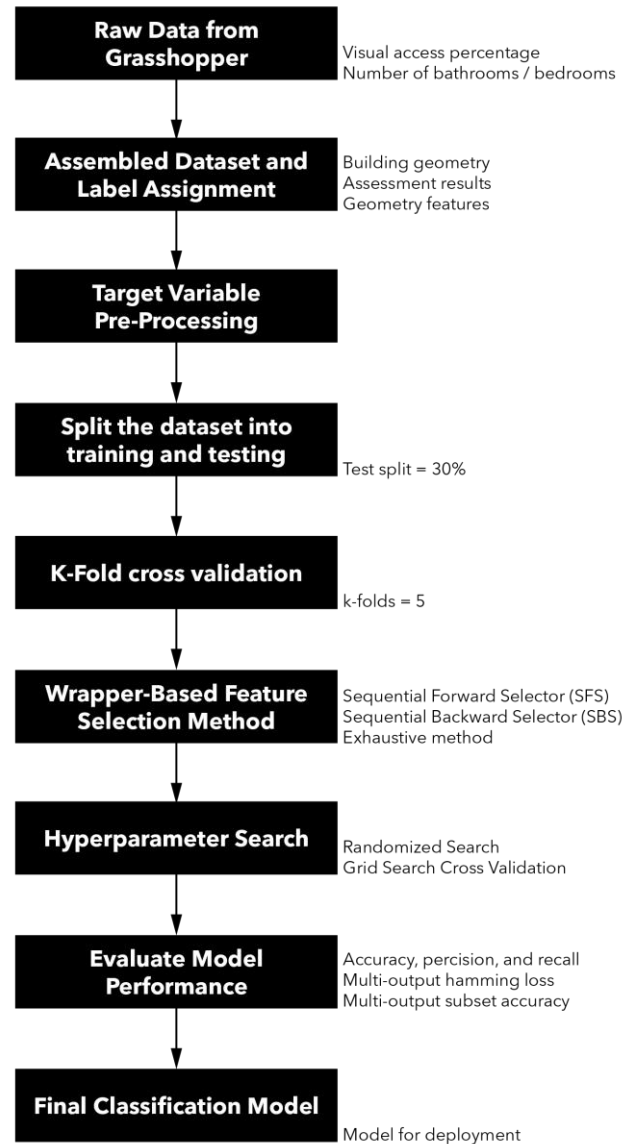 Raw Data from
Grasshopper
Visual access percentage
Number of bathrooms / bedrooms
Assembled Dataset and
Label Assignment
Building geometry
Assessment results
Geometry features
Target Variable
Pre-Processing
Split the dataset into
training and testing
Test split = 30%
K-Fold cross validation
k-folds = 5
Wrapper-Based Feature
Selection Method
Sequential Forward Selector (SFS)
Sequential Backward Selector (SBS)
Exhaustive method
Hyperparameter Search
Randomized Search
Grid Search Cross Validation
Evaluate Model
Performance
Accuracy, percision, and recall
Multi-output hamming loss
Multi-output subset accuracy
Final Classification Model
Model for deployment